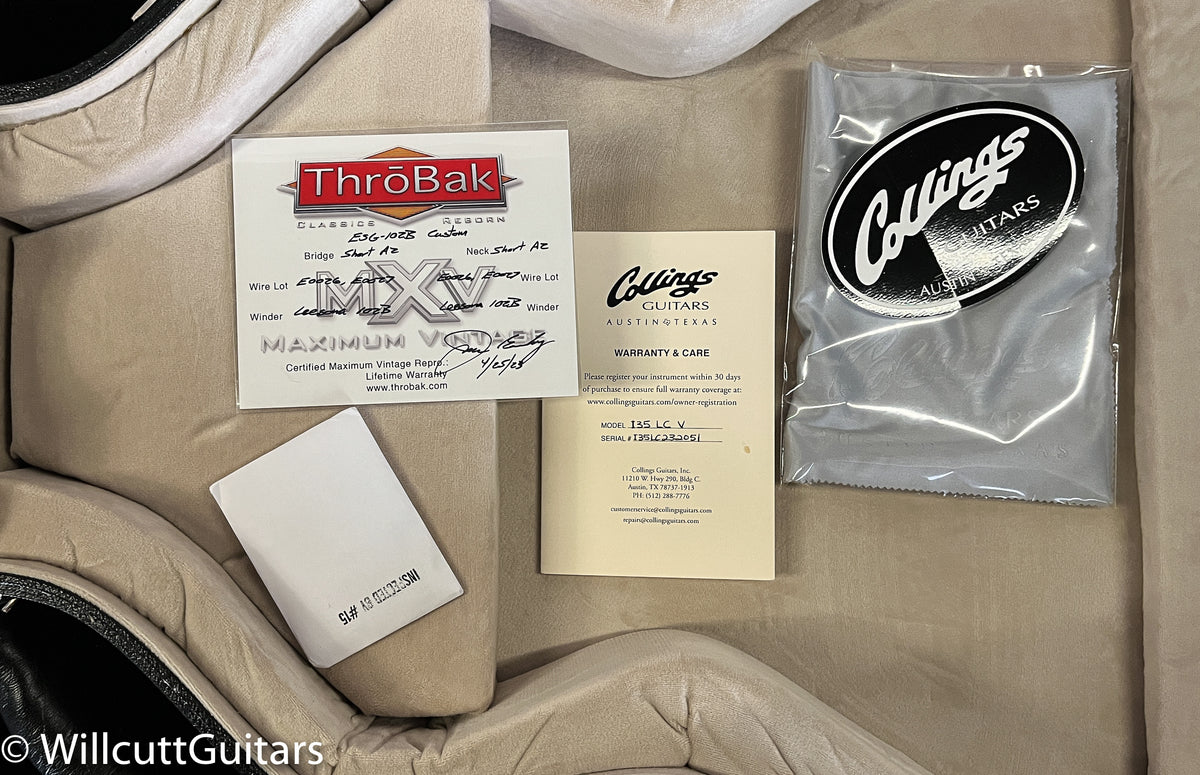 ThrōBak
CLASSICS REBORN
ESG-102B Custom
Bridge Short A2 Neck Short A2
Wire Lot E0026, E0027 E0026, E0027 Wire Lot
MXV
Winder Leesona 102B Leesona 102B Winder
MAXIMUM VINTAGE
Certified Maximum Vintage Repro.:
4/25/23
Lifetime Warranty
www.throbak.com
INSPECTED BY #15
Collings
GUITARS
AUSTIN TEXAS
WARRANTY & CARE
Please register your instrument within 30 days
of purchase to ensure full warranty coverage at:
www.collingsguitars.com/owner-registration
MODEL I35 LC V
SERIAL # I35LC232051
Collings Guitars, Inc.
11210 W. Hwy 290, Bldg C.
Austin, TX 78737-1913
PH: (512) 288-7776
customerservice@collingsguitars.com
repairs@collingsguitars.com
Collings
GUITARS
AUSTIN
© WillcuttGuitars